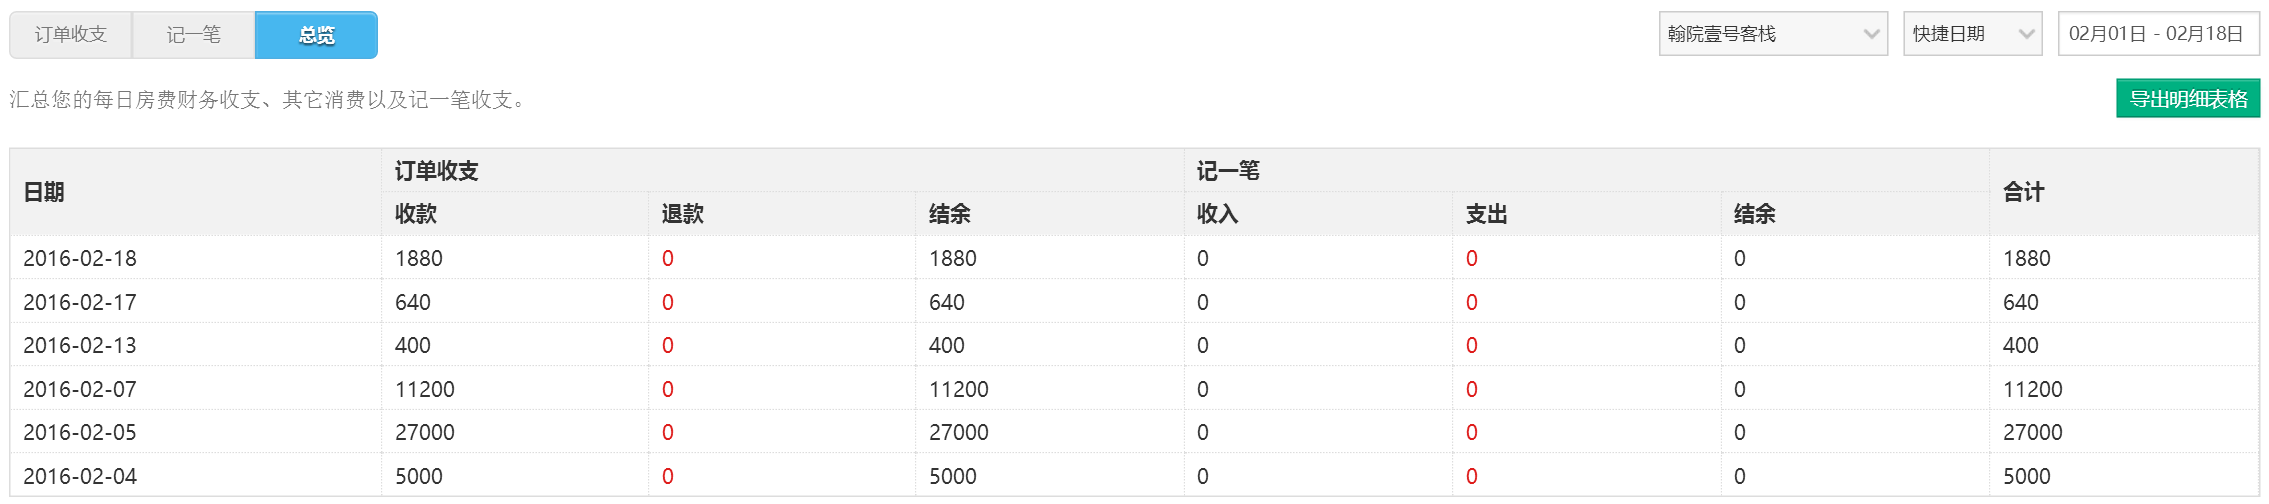 订单收支 记一笔 总览 翰院壹号客栈 快捷日期 02月01日 - 02月18日
汇总您的每日房费财务收支、其它消费以及记一笔收支。 导出明细表格
日期 订单收支 记一笔 合计
收款 退款 结余 收入 支出 结余
2016-02-18 1880 0 1880 0 0 0 1880
2016-02-17 640 0 640 0 0 0 640
2016-02-13 400 0 400 0 0 0 400
2016-02-07 11200 0 11200 0 0 0 11200
2016-02-05 27000 0 27000 0 0 0 27000
2016-02-04 5000 0 5000 0 0 0 5000